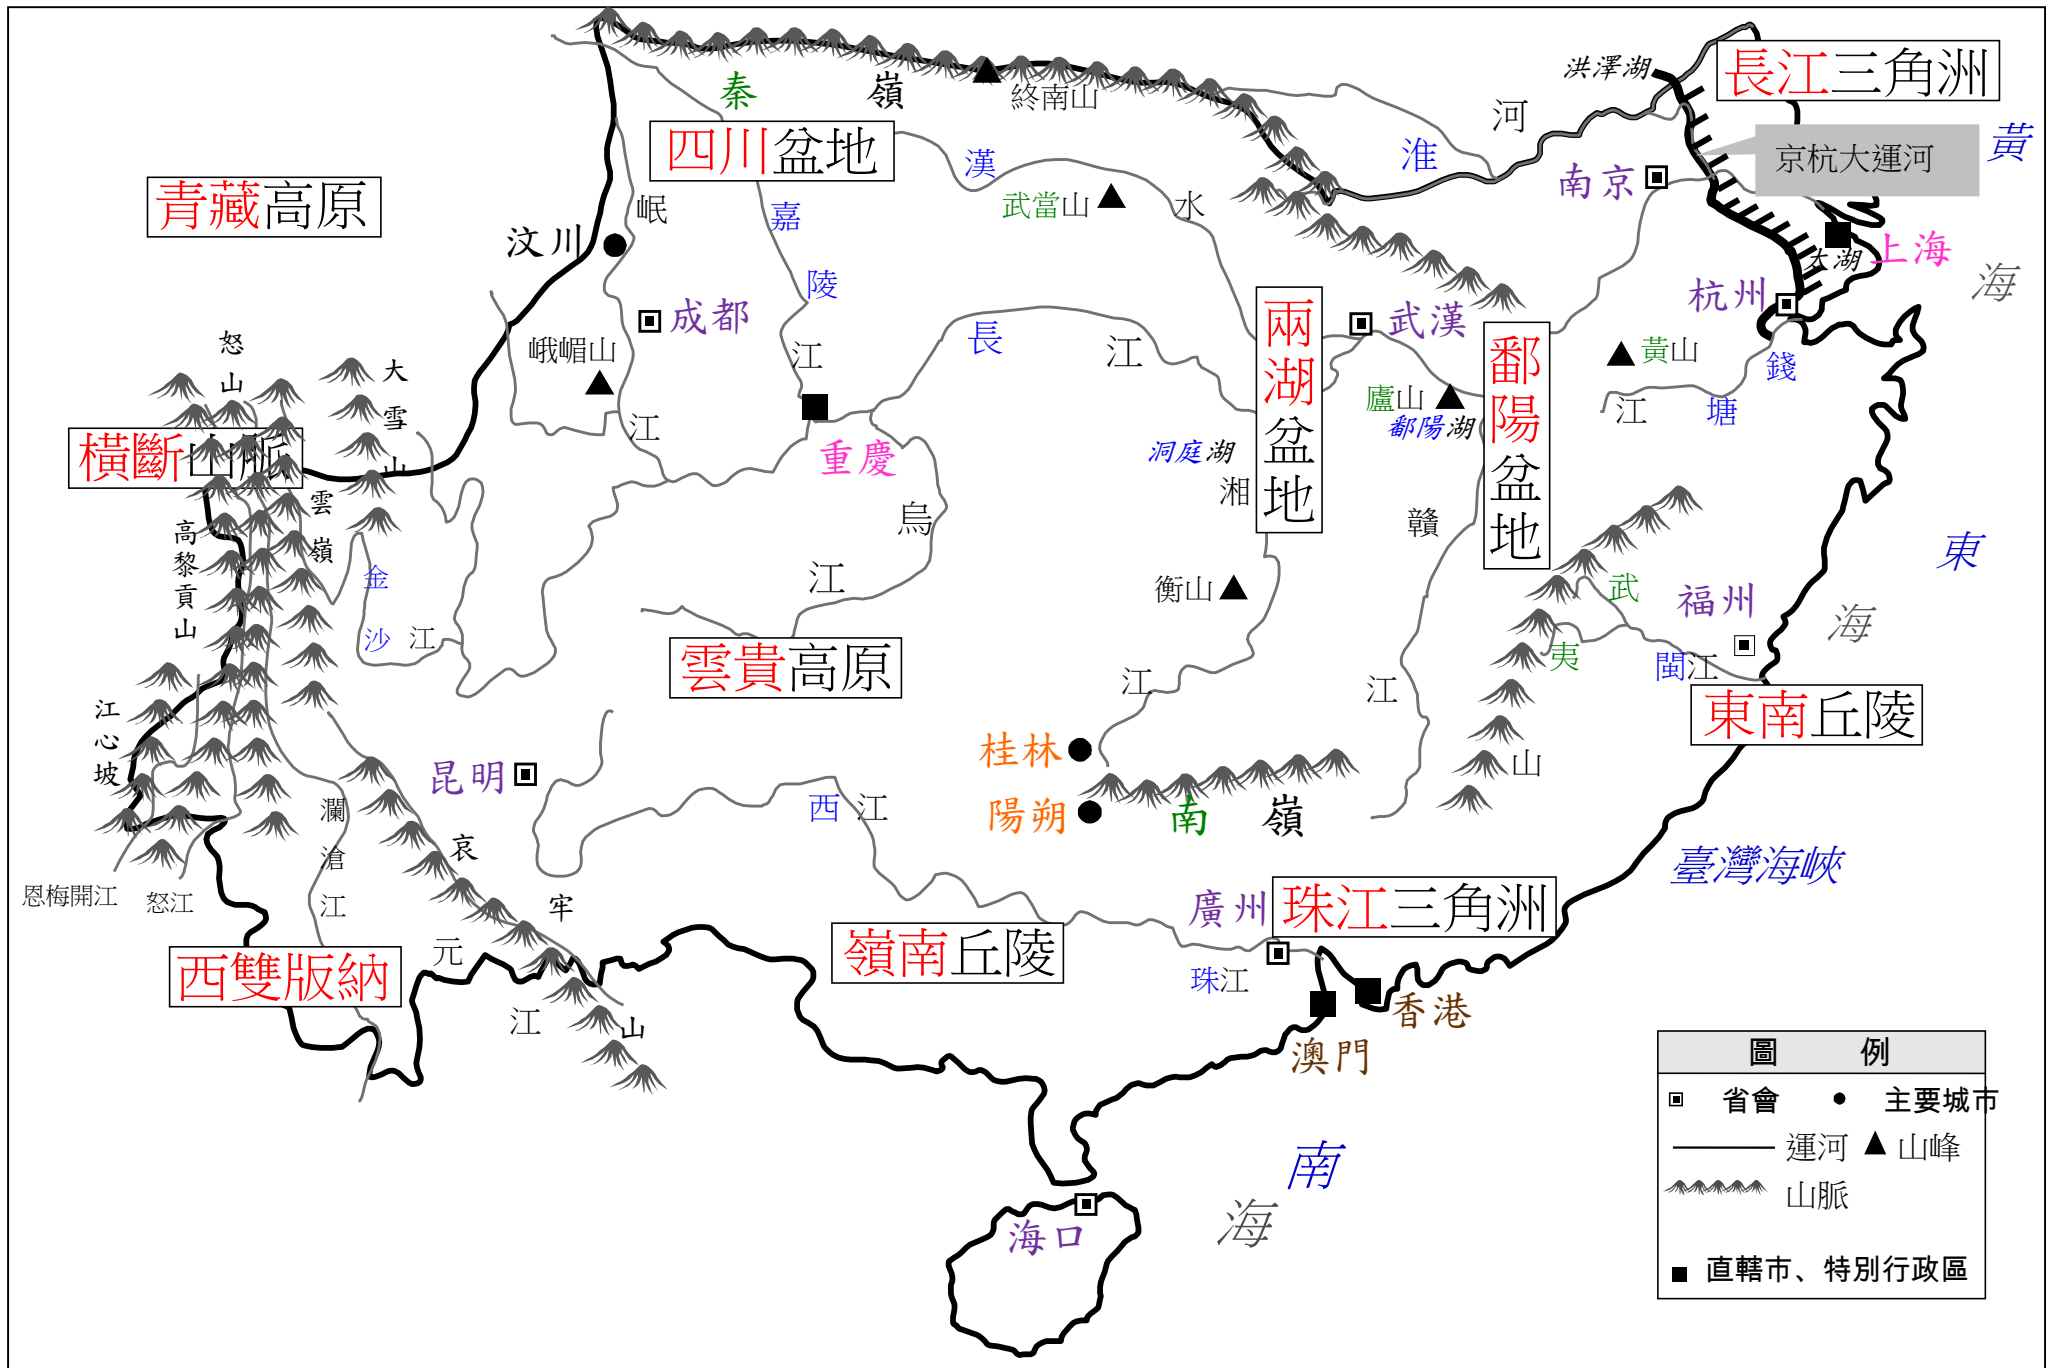 洪澤湖
長江三角洲
秦嶺
終南山
河
黃
四川盆地
漢
淮
京杭大運河
南京
青藏高原
岷
嘉
武當山
水
汶川
上海
太湖
海
陵
成都
杭州
武漢
兩湖盆地
鄱陽盆地
怒山
大雪山
峨嵋山
江
長
江
黃山
錢
塘
江
廬山
鄱陽湖
江
重慶
洞庭湖
湘
橫斷山脈
雲嶺
烏
贛
高黎貢山
東
金
沙
江
江
衡山
武
福州
海
夷
閩江
雲貴高原
江
江
東南丘陵
江心坡
桂林
山
昆明
西江
陽朔
南嶺
瀾滄江
哀
臺灣海峽
恩梅開江
怒江
牢
廣州
珠江三角洲
元
嶺南丘陵
西雙版納
珠江
江
山
香港
澳門
圖例
省會
主要城市
運河
山峰
山脈
直轄市、特別行政區
南
海
海口